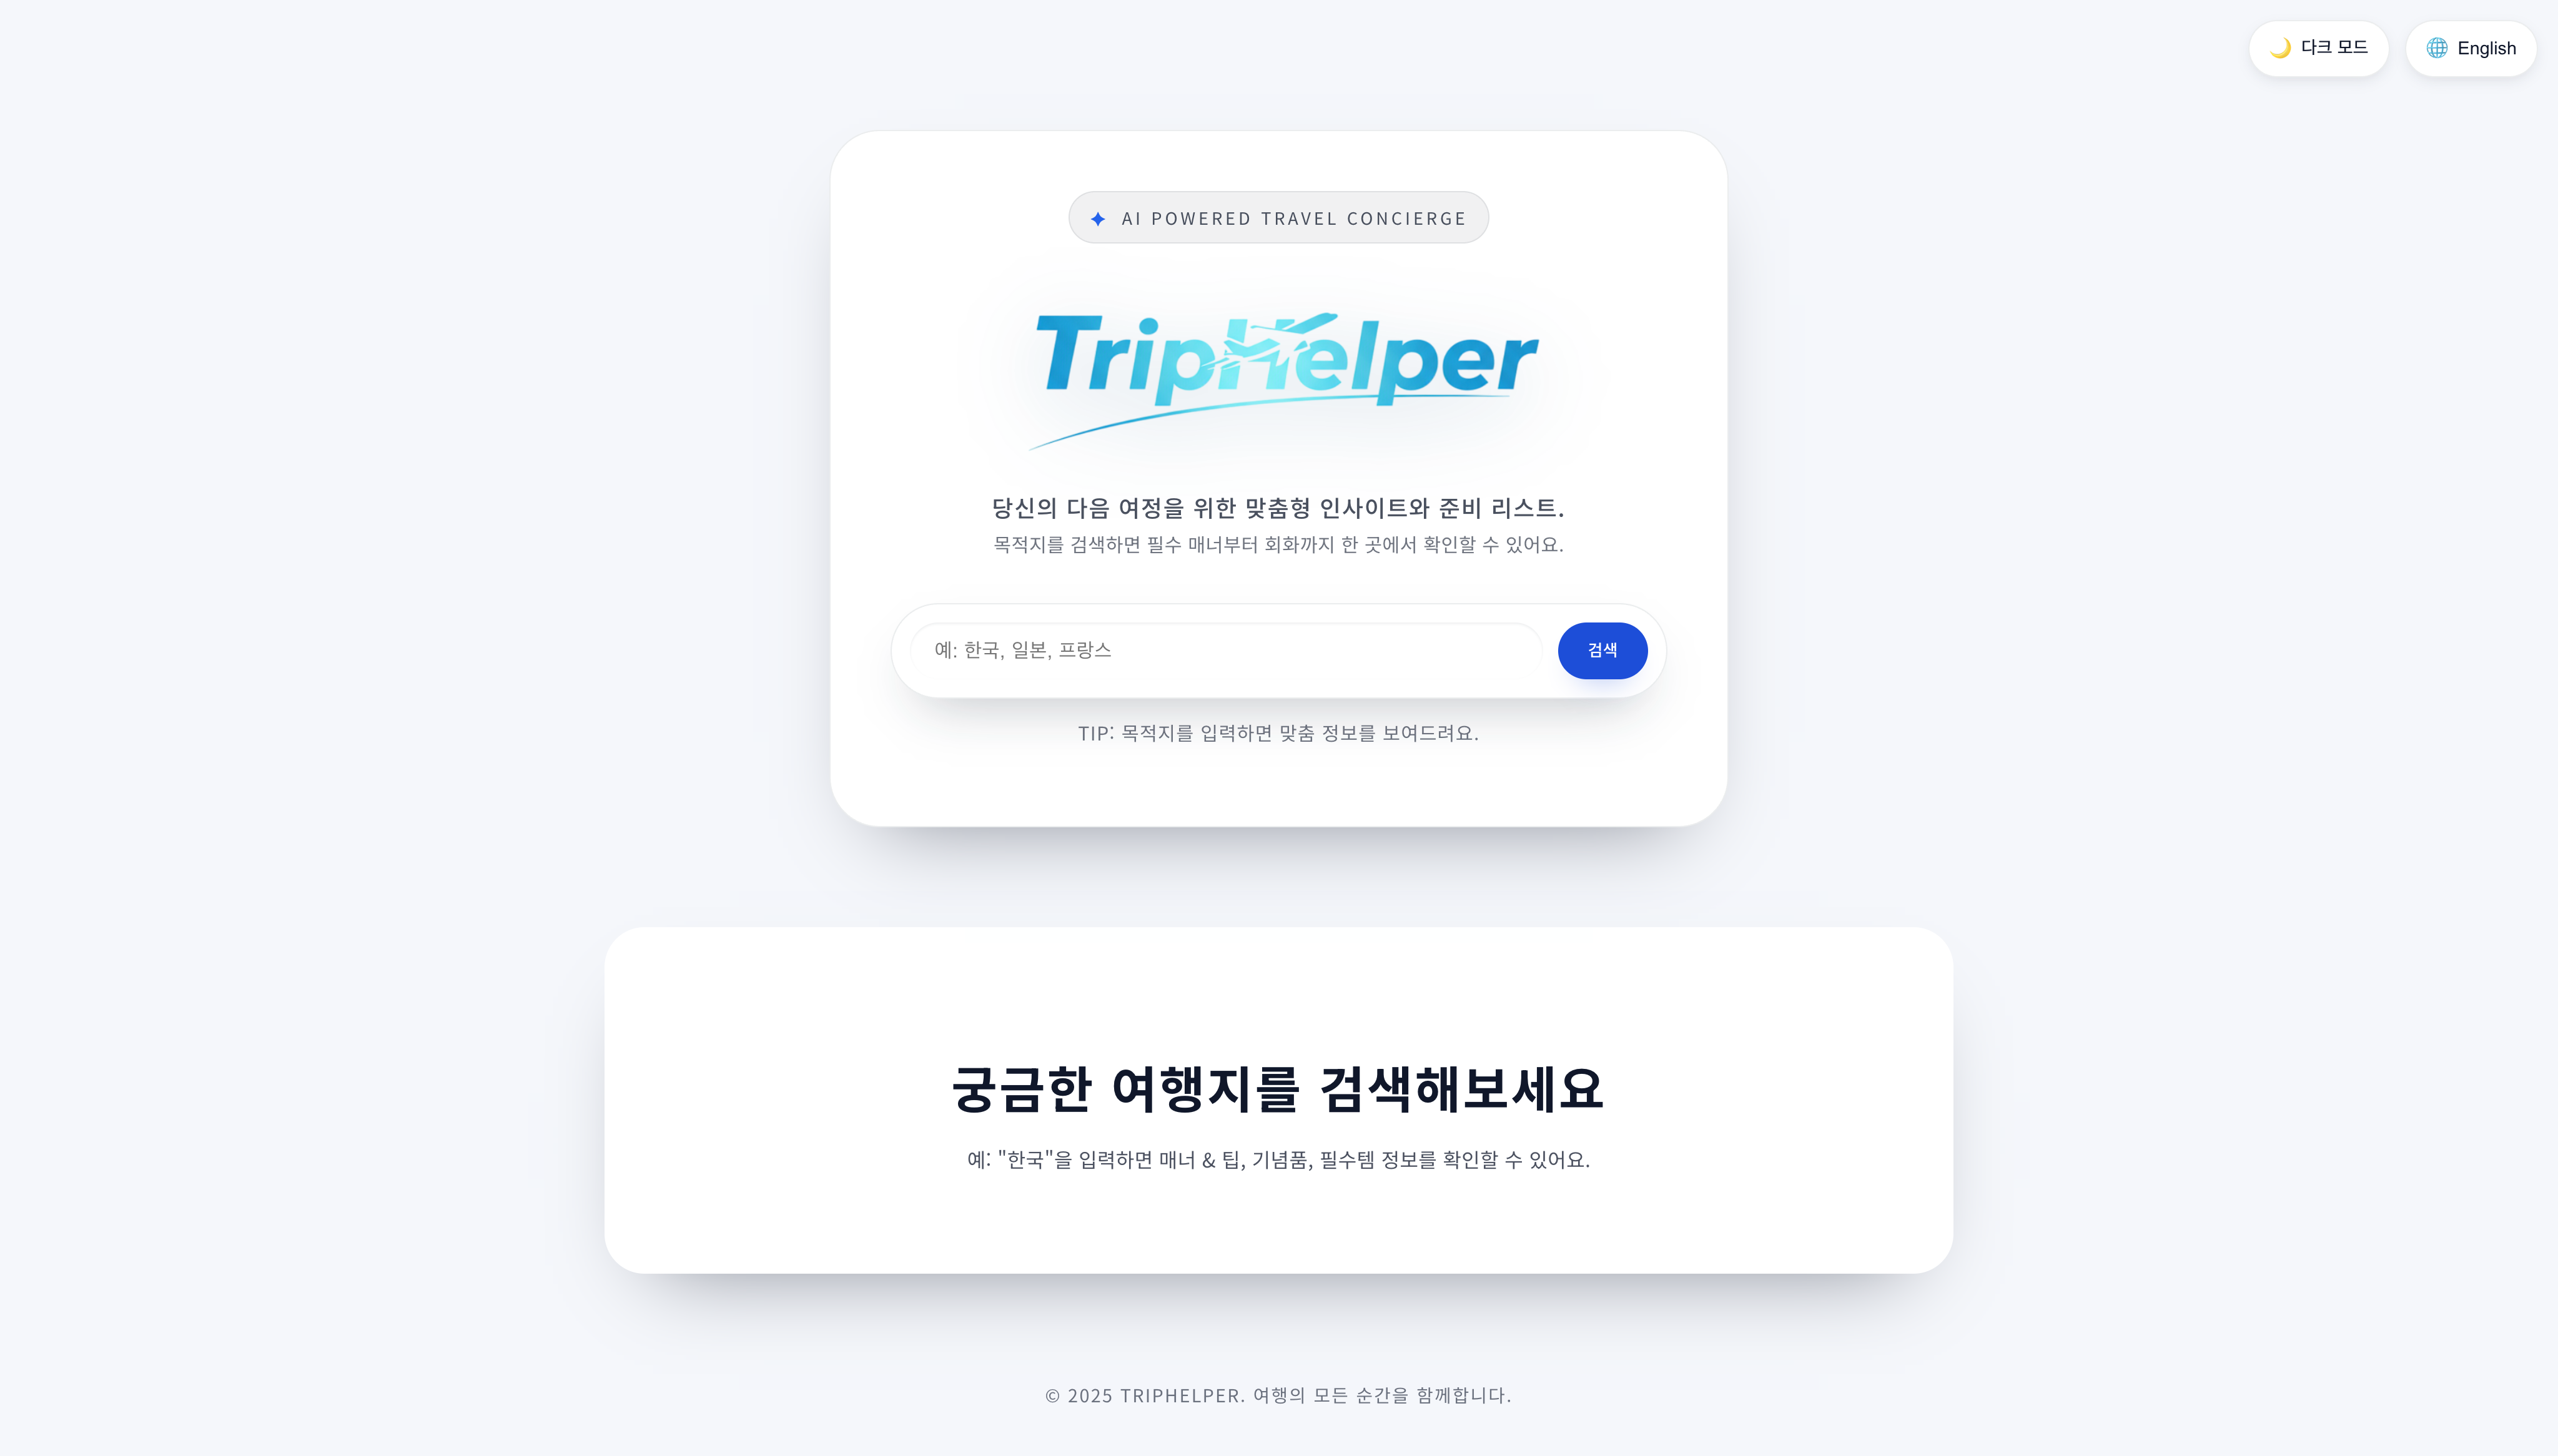 다크 모드
English
AI POWERED TRAVEL CONCIERGE
TripHelper
당신의 다음 여정을 위한 맞춤형 인사이트와 준비 리스트.
목적지를 검색하면 필수 매너부터 회화까지 한 곳에서 확인할 수 있어요.
예: 한국, 일본, 프랑스
검색
TIP: 목적지를 입력하면 맞춤 정보를 보여드려요.
궁금한 여행지를 검색해보세요
예: "한국"을 입력하면 매너 & 팁, 기념품, 필수템 정보를 확인할 수 있어요.
© 2025 TRIPHELPER. 여행의 모든 순간을 함께합니다.